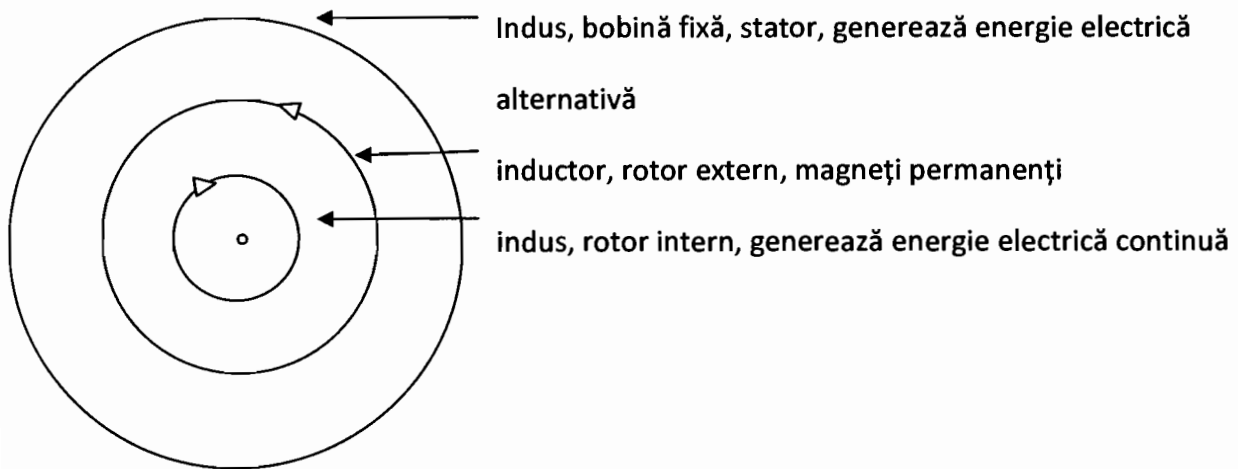 Indus, bobină fixă, stator, generează energie electrică
alternativă
inductor, rotor extern, magneți permanenți
indus, rotor intern, generează energie electrică continuă